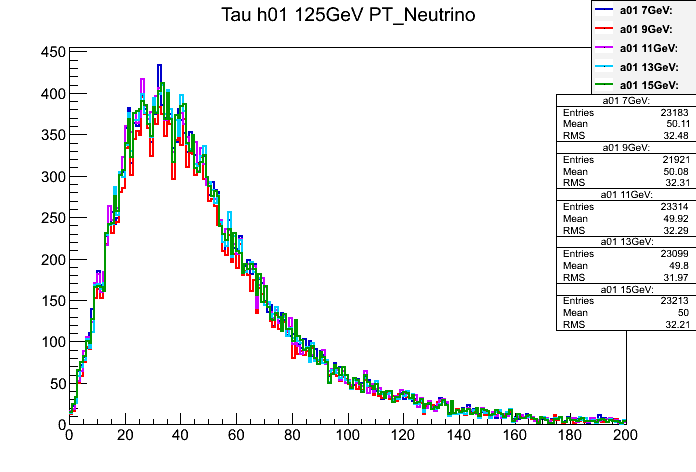 Tau h01 125GeV PT_Neutrino
a01 7GeV:
a01 9GeV:
a01 11GeV:
a01 13GeV:
a01 15GeV:
a01 7GeV:
Entries 23183
Mean 50.11
RMS 32.48
a01 9GeV:
Entries 21921
Mean 50.08
RMS 32.31
a01 11GeV:
Entries 23314
Mean 49.92
RMS 32.29
a01 13GeV:
Entries 23099
Mean 49.8
RMS 31.97
a01 15GeV:
Entries 23213
Mean 50
RMS 32.21
450
400
350
300
250
200
150
100
50
0
0 20 40 60 80 100 120 140 160 180 200